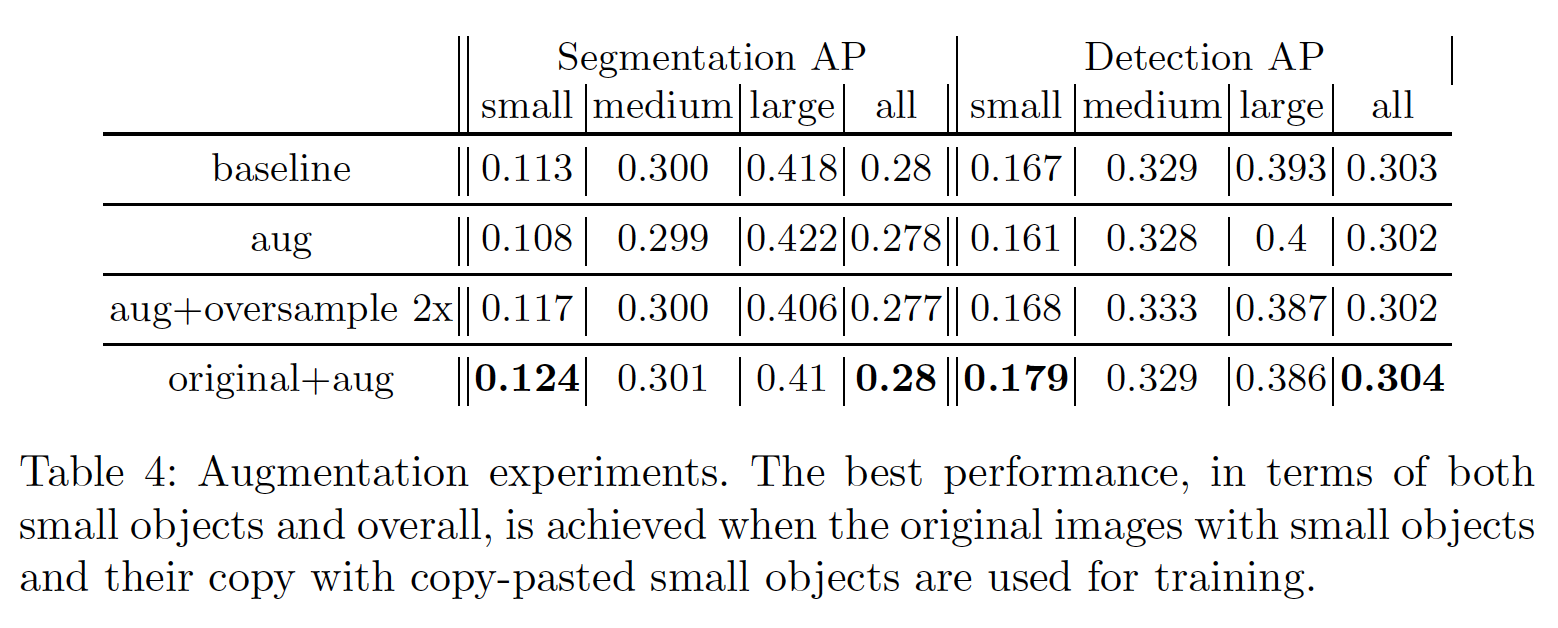 Segmentation AP Detection AP
small medium large all small medium large all
baseline 0.113 0.300 0.418 0.28 0.167 0.329 0.393 0.303
aug 0.108 0.299 0.422 0.278 0.161 0.328 0.4 0.302
aug+oversample 2x 0.117 0.300 0.406 0.277 0.168 0.333 0.387 0.302
original+aug 0.124 0.301 0.41 0.28 0.179 0.329 0.386 0.304
Table 4: Augmentation experiments. The best performance, in terms of both
small objects and overall, is achieved when the original images with small objects
and their copy with copy-pasted small objects are used for training.